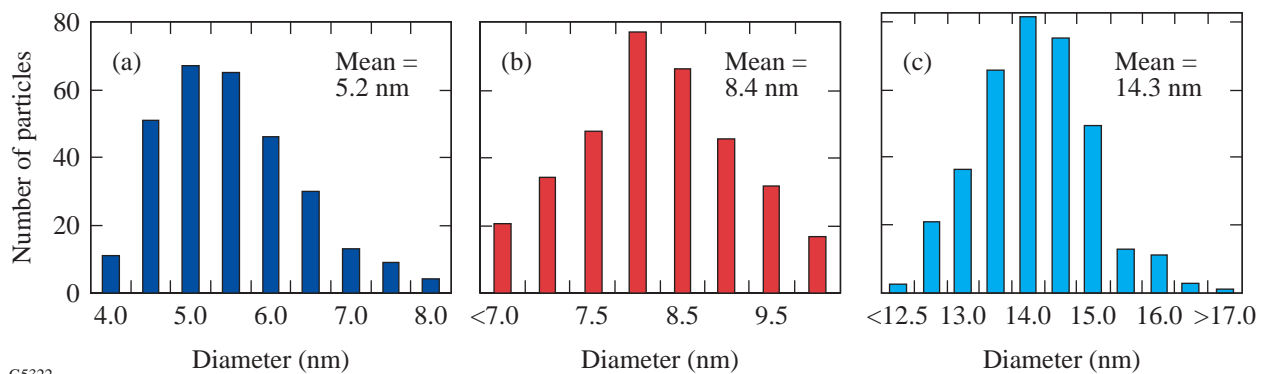 80
60
40
20
0
Number of particles
(a)
Mean =
5.2 nm
4.0 5.0 6.0 7.0 8.0
Diameter (nm)
(b)
Mean =
8.4 nm
<7.0 7.5 8.5 9.5
Diameter (nm)
(c)
Mean =
14.3 nm
<12.5 13.0 14.0 15.0 16.0 >17.0
Diameter (nm)